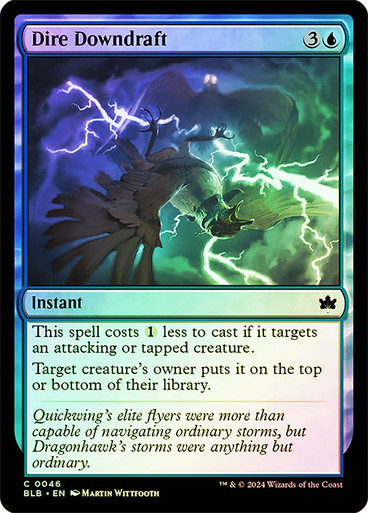 Dire Downdraft 3
Instant
This spell costs 1 less to cast if it targets
an attacking or tapped creature.
Target creature's owner puts it on the top
or bottom of their library.
Quickwing's elite flyers were more than
capable of navigating ordinary storms, but
Dragonhawk's storms were anything but
ordinary.
C 0046
BLB • EN Martin Wittfooth
™ & © 2024 Wizards of the Coast